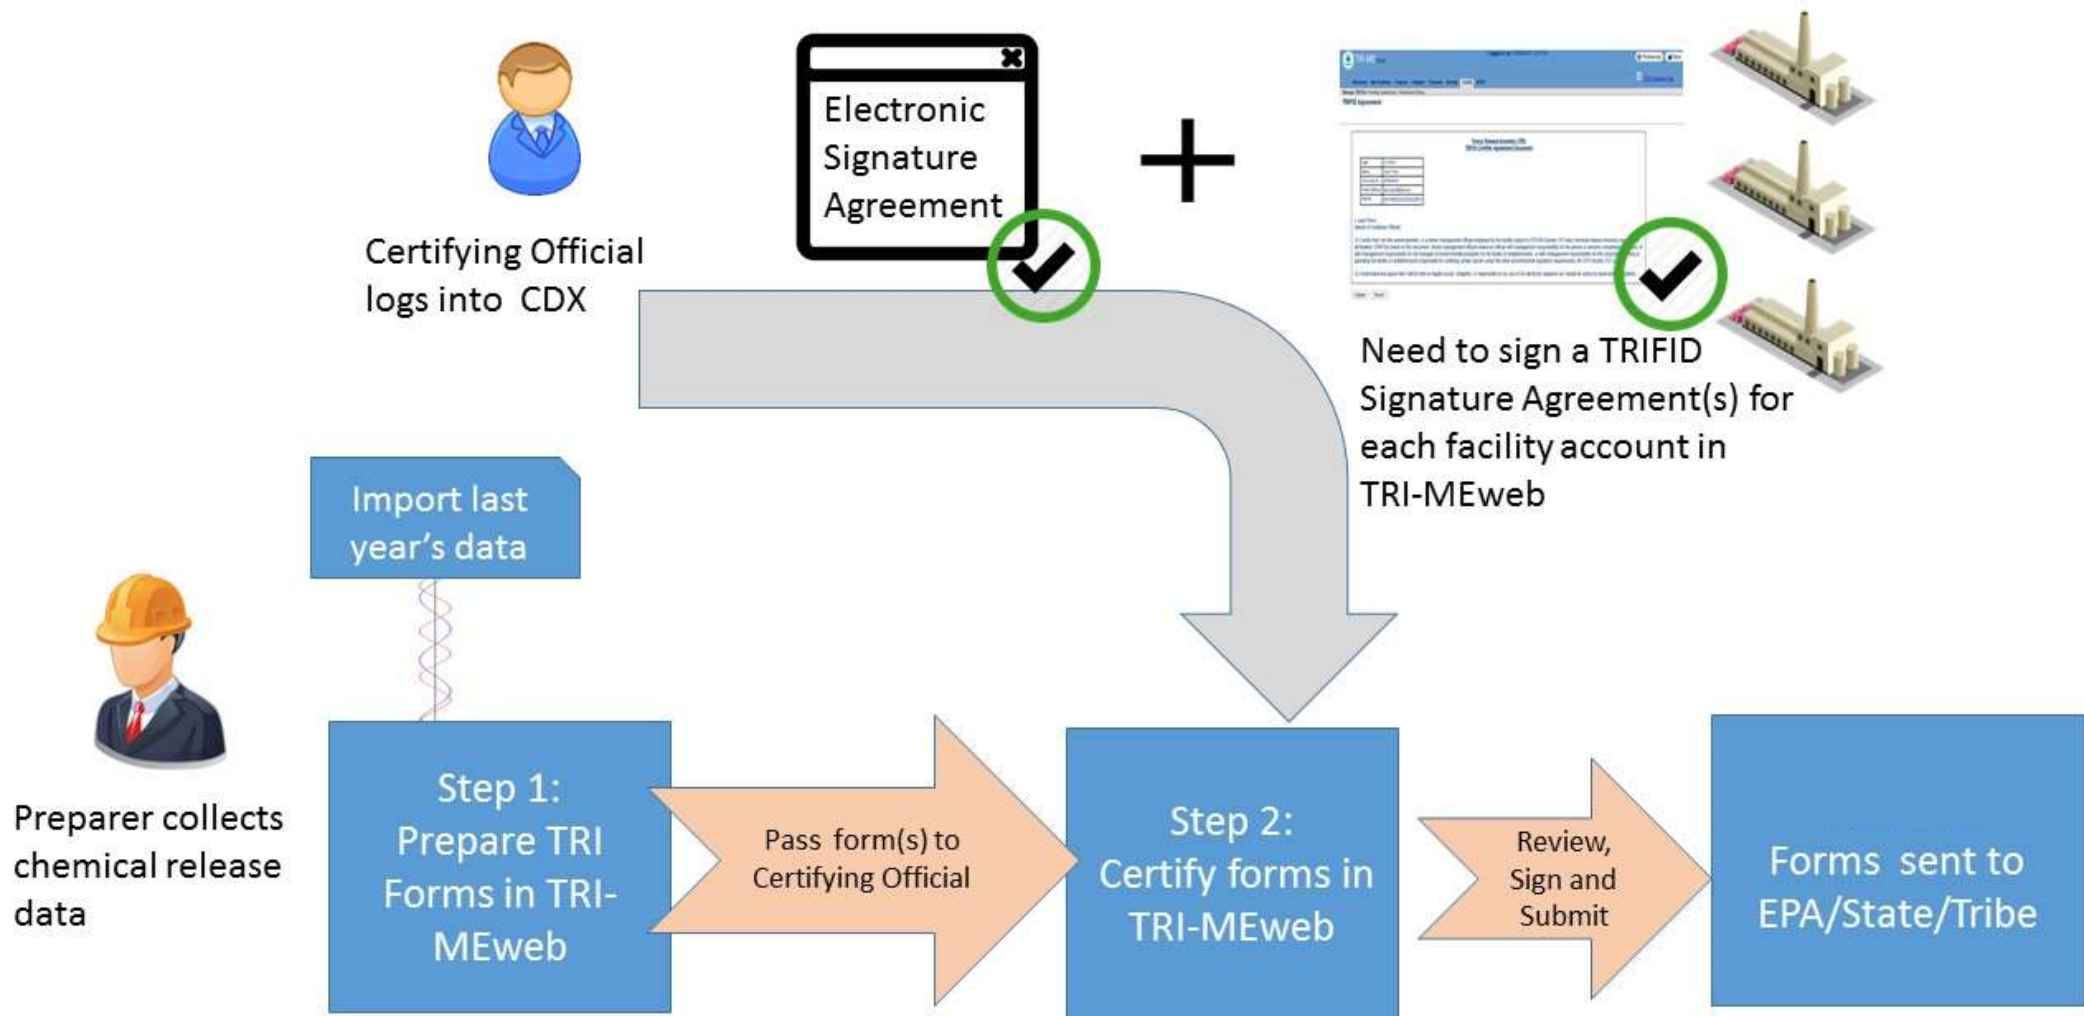 Electronic
Signature
Agreement
Certifying Official
logs into CDX
TRIFID Agreement
Need to sign a TRIFID
Signature Agreement(s) for
each facility account in
TRI-MEweb
Import last
year's data
Preparer collects
chemical release
data
Step 1:
Prepare TRI
Forms in TRI-
MEweb
Pass form(s) to
Certifying Official
Step 2:
Certify forms in
TRI-MEweb
Review,
Sign and
Submit
Forms sent to
EPA/State/Tribe